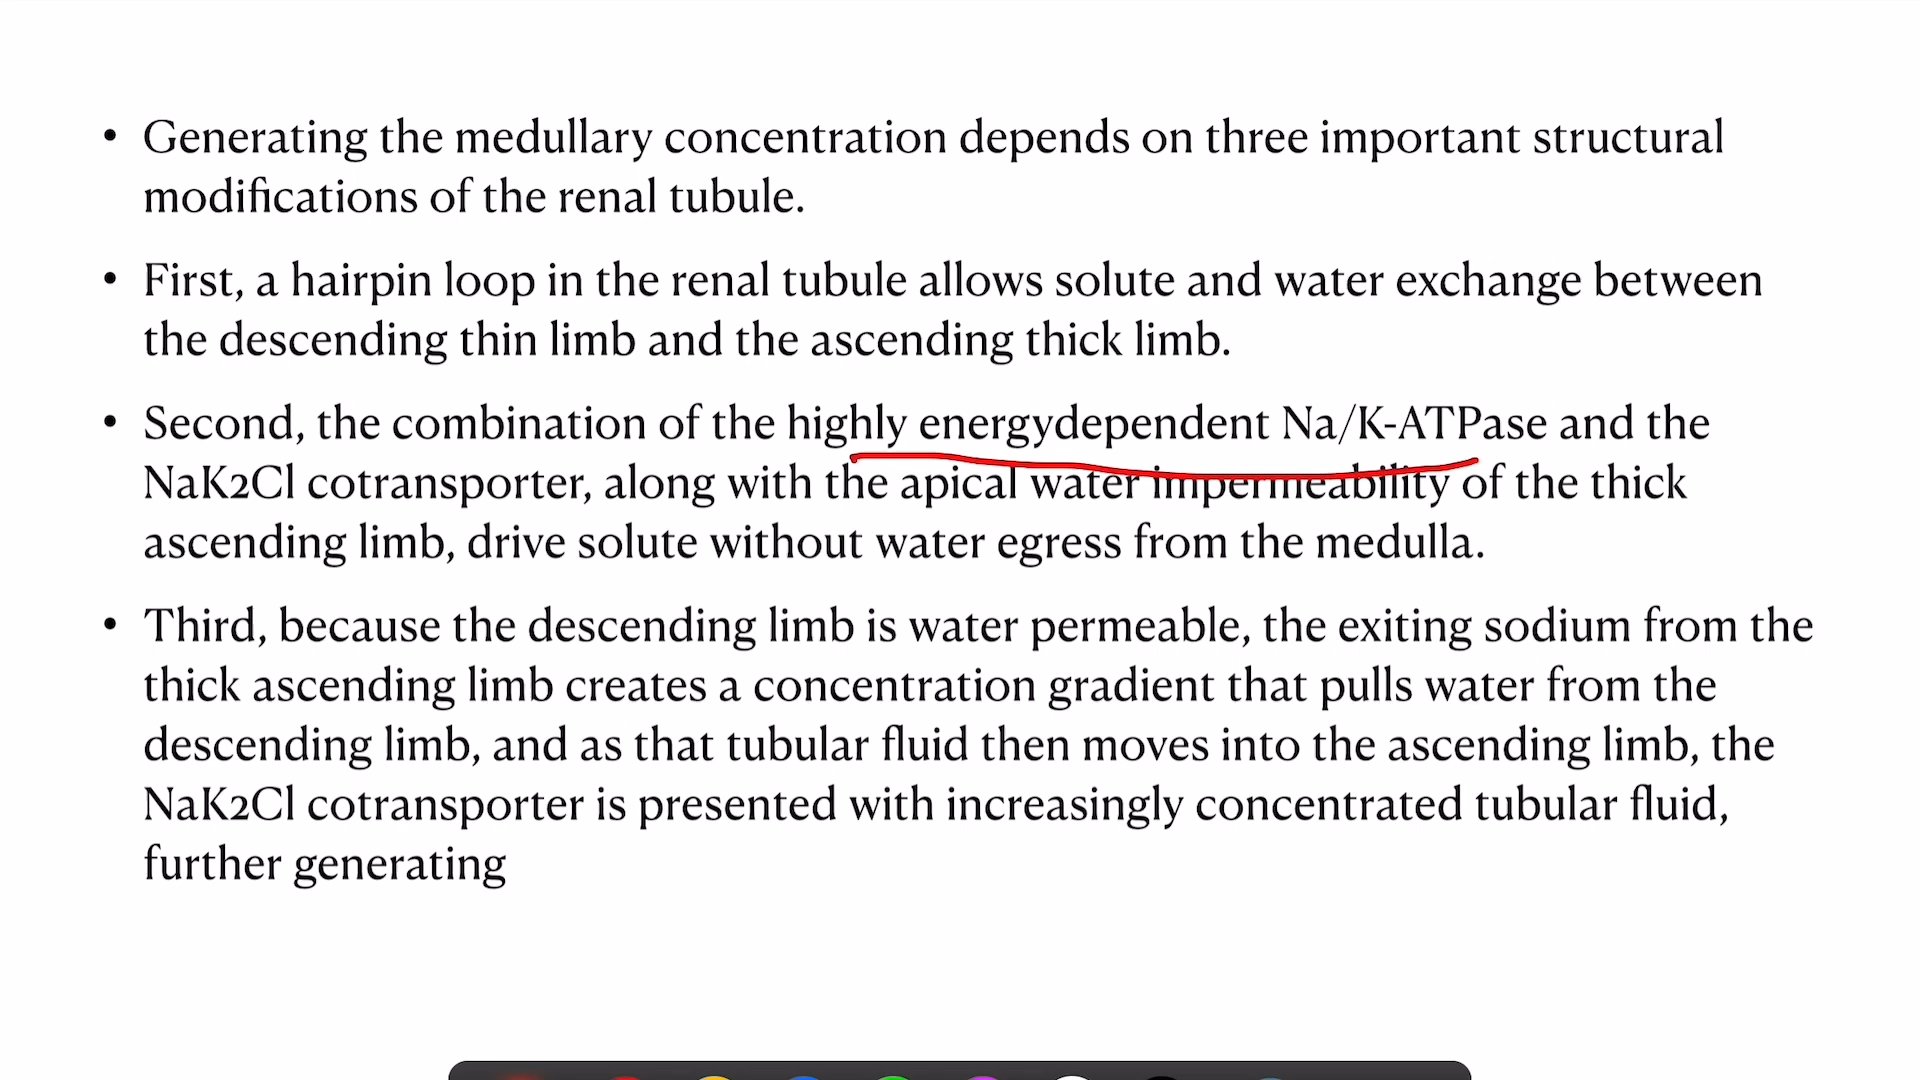 • Generating the medullary concentration depends on three important structural
modifications of the renal tubule.
• First, a hairpin loop in the renal tubule allows solute and water exchange between
the descending thin limb and the ascending thick limb.
• Second, the combination of the highly energydependent Na/K-ATPase and the
NaK2Cl cotransporter, along with the apical water impermeability of the thick
ascending limb, drive solute without water egress from the medulla.
• Third, because the descending limb is water permeable, the exiting sodium from the
thick ascending limb creates a concentration gradient that pulls water from the
descending limb, and as that tubular fluid then moves into the ascending limb, the
NaK2Cl cotransporter is presented with increasingly concentrated tubular fluid,
further generating